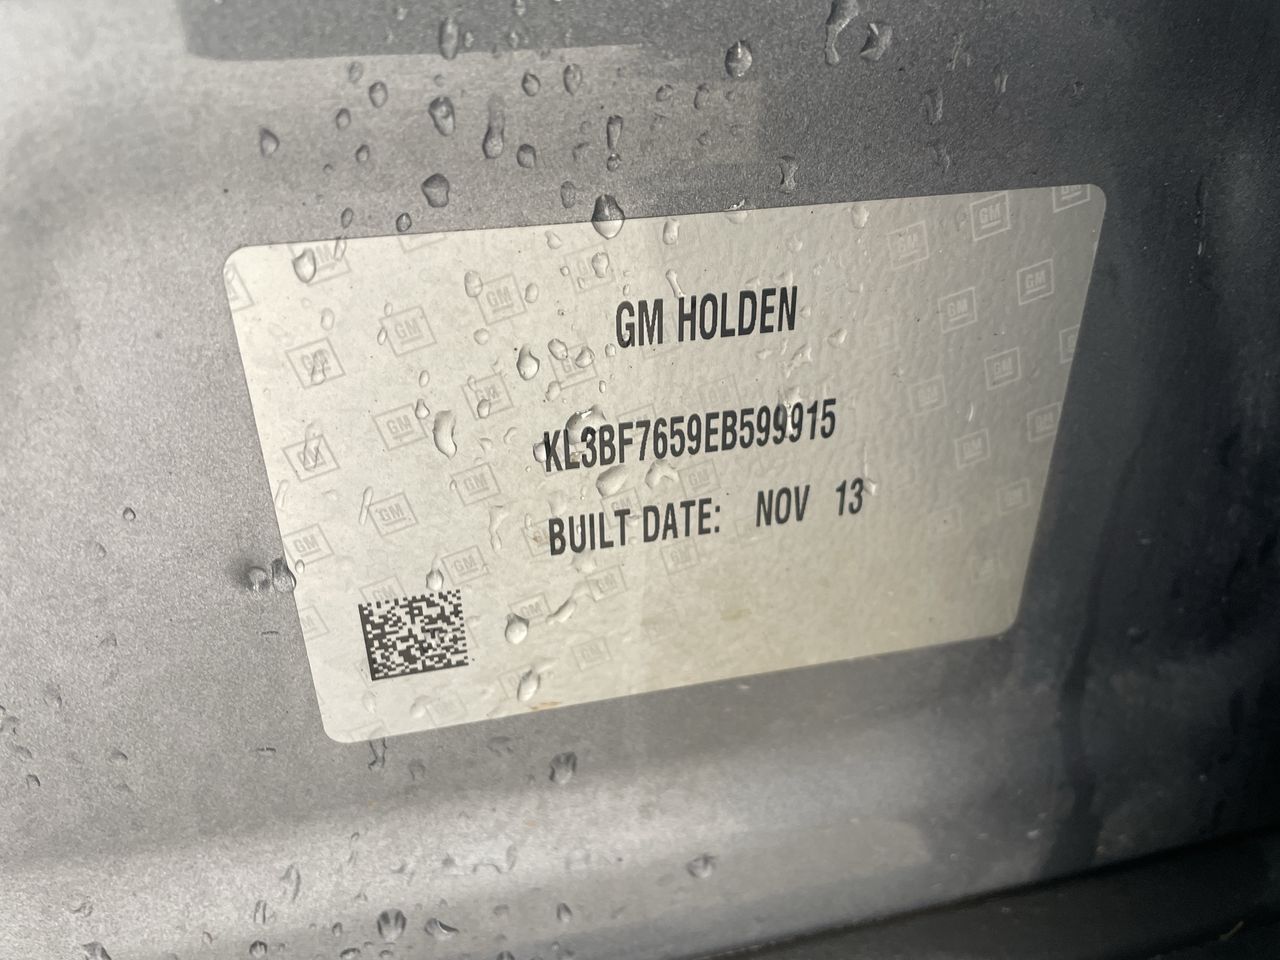 GM HOLDEN
KL3BF7659EB599915
BUILT DATE: NOV 13